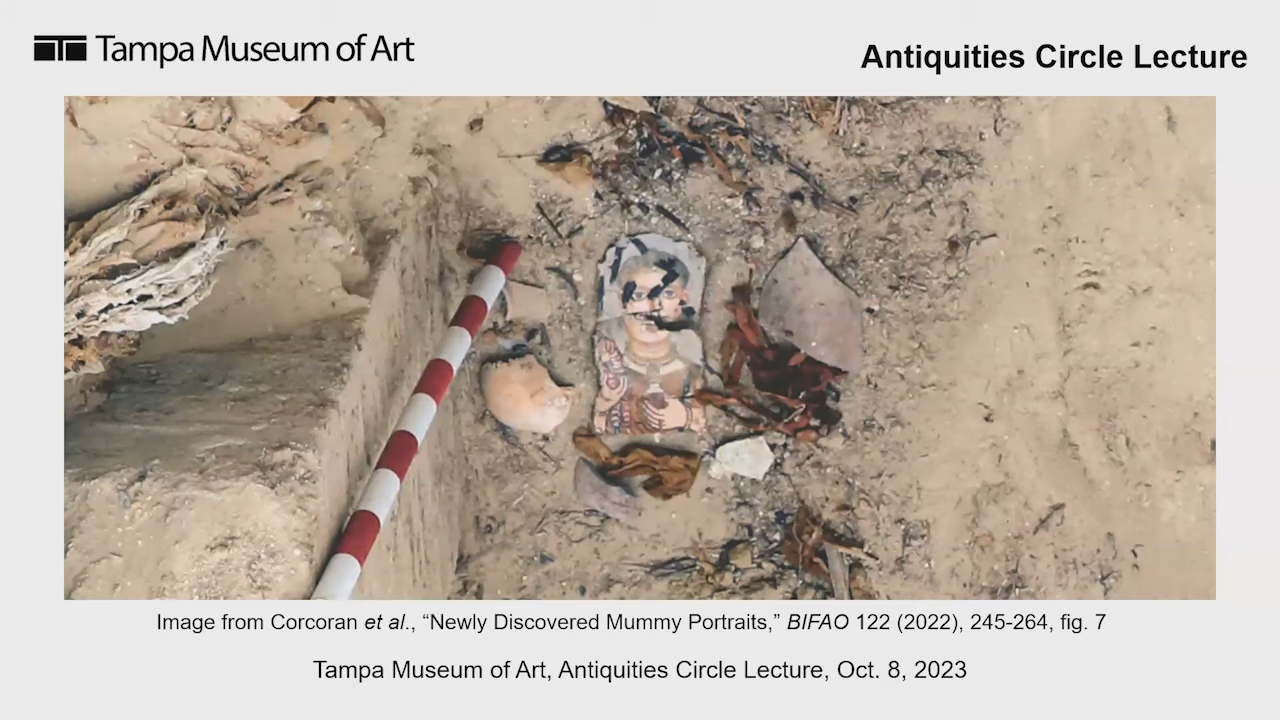 Tampa Museum of Art
Antiquities Circle Lecture
Image from Corcoran et al., “Newly Discovered Mummy Portraits,” BIFAO 122 (2022), 245-264, fig. 7
Tampa Museum of Art, Antiquities Circle Lecture, Oct. 8, 2023